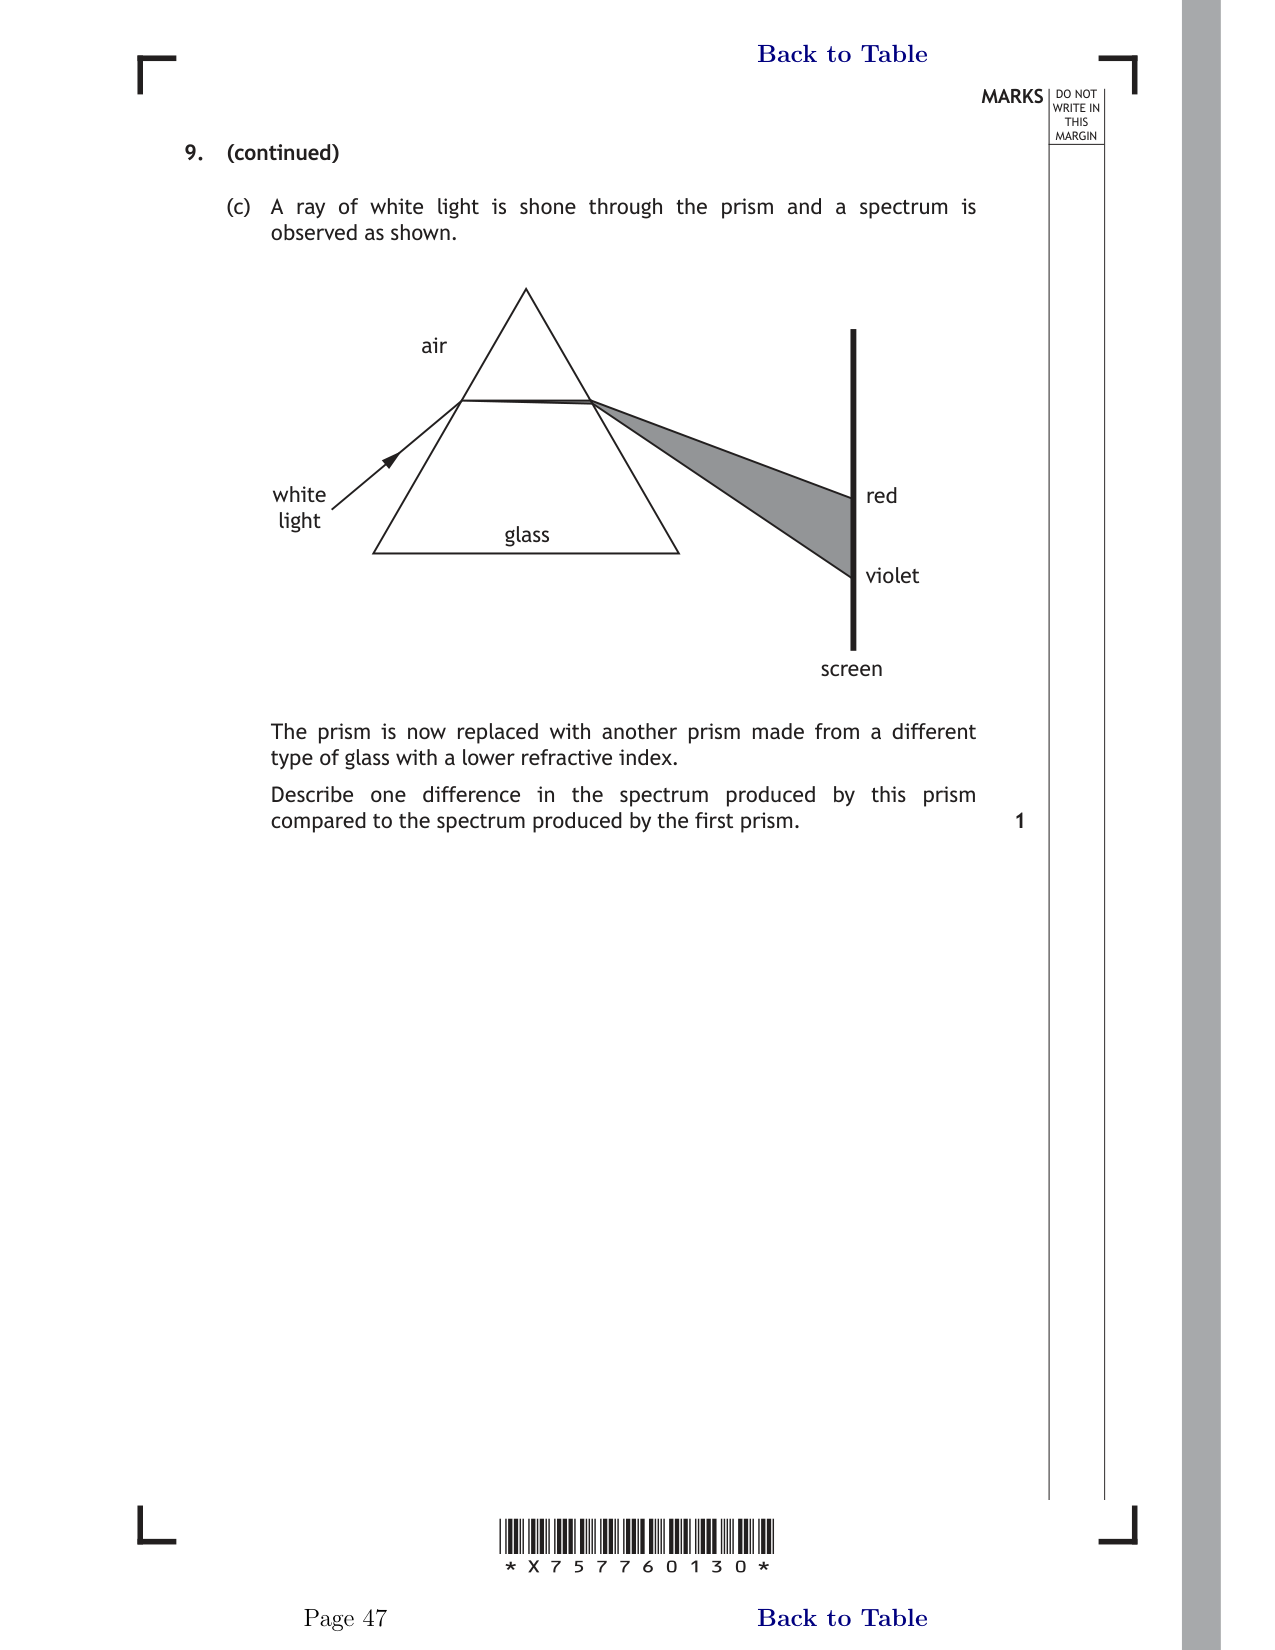 Back to Table
MARKS
DO NOT
WRITE IN
THIS
MARGIN
9. (continued)
(c) A ray of white light is shone through the prism and a spectrum is
observed as shown.
air
white
light
glass
red
violet
screen
The prism is now replaced with another prism made from a different
type of glass with a lower refractive index.
Describe one difference in the spectrum produced by this prism
compared to the spectrum produced by the first prism. 1
*X757760130*
Page 47
Back to Table